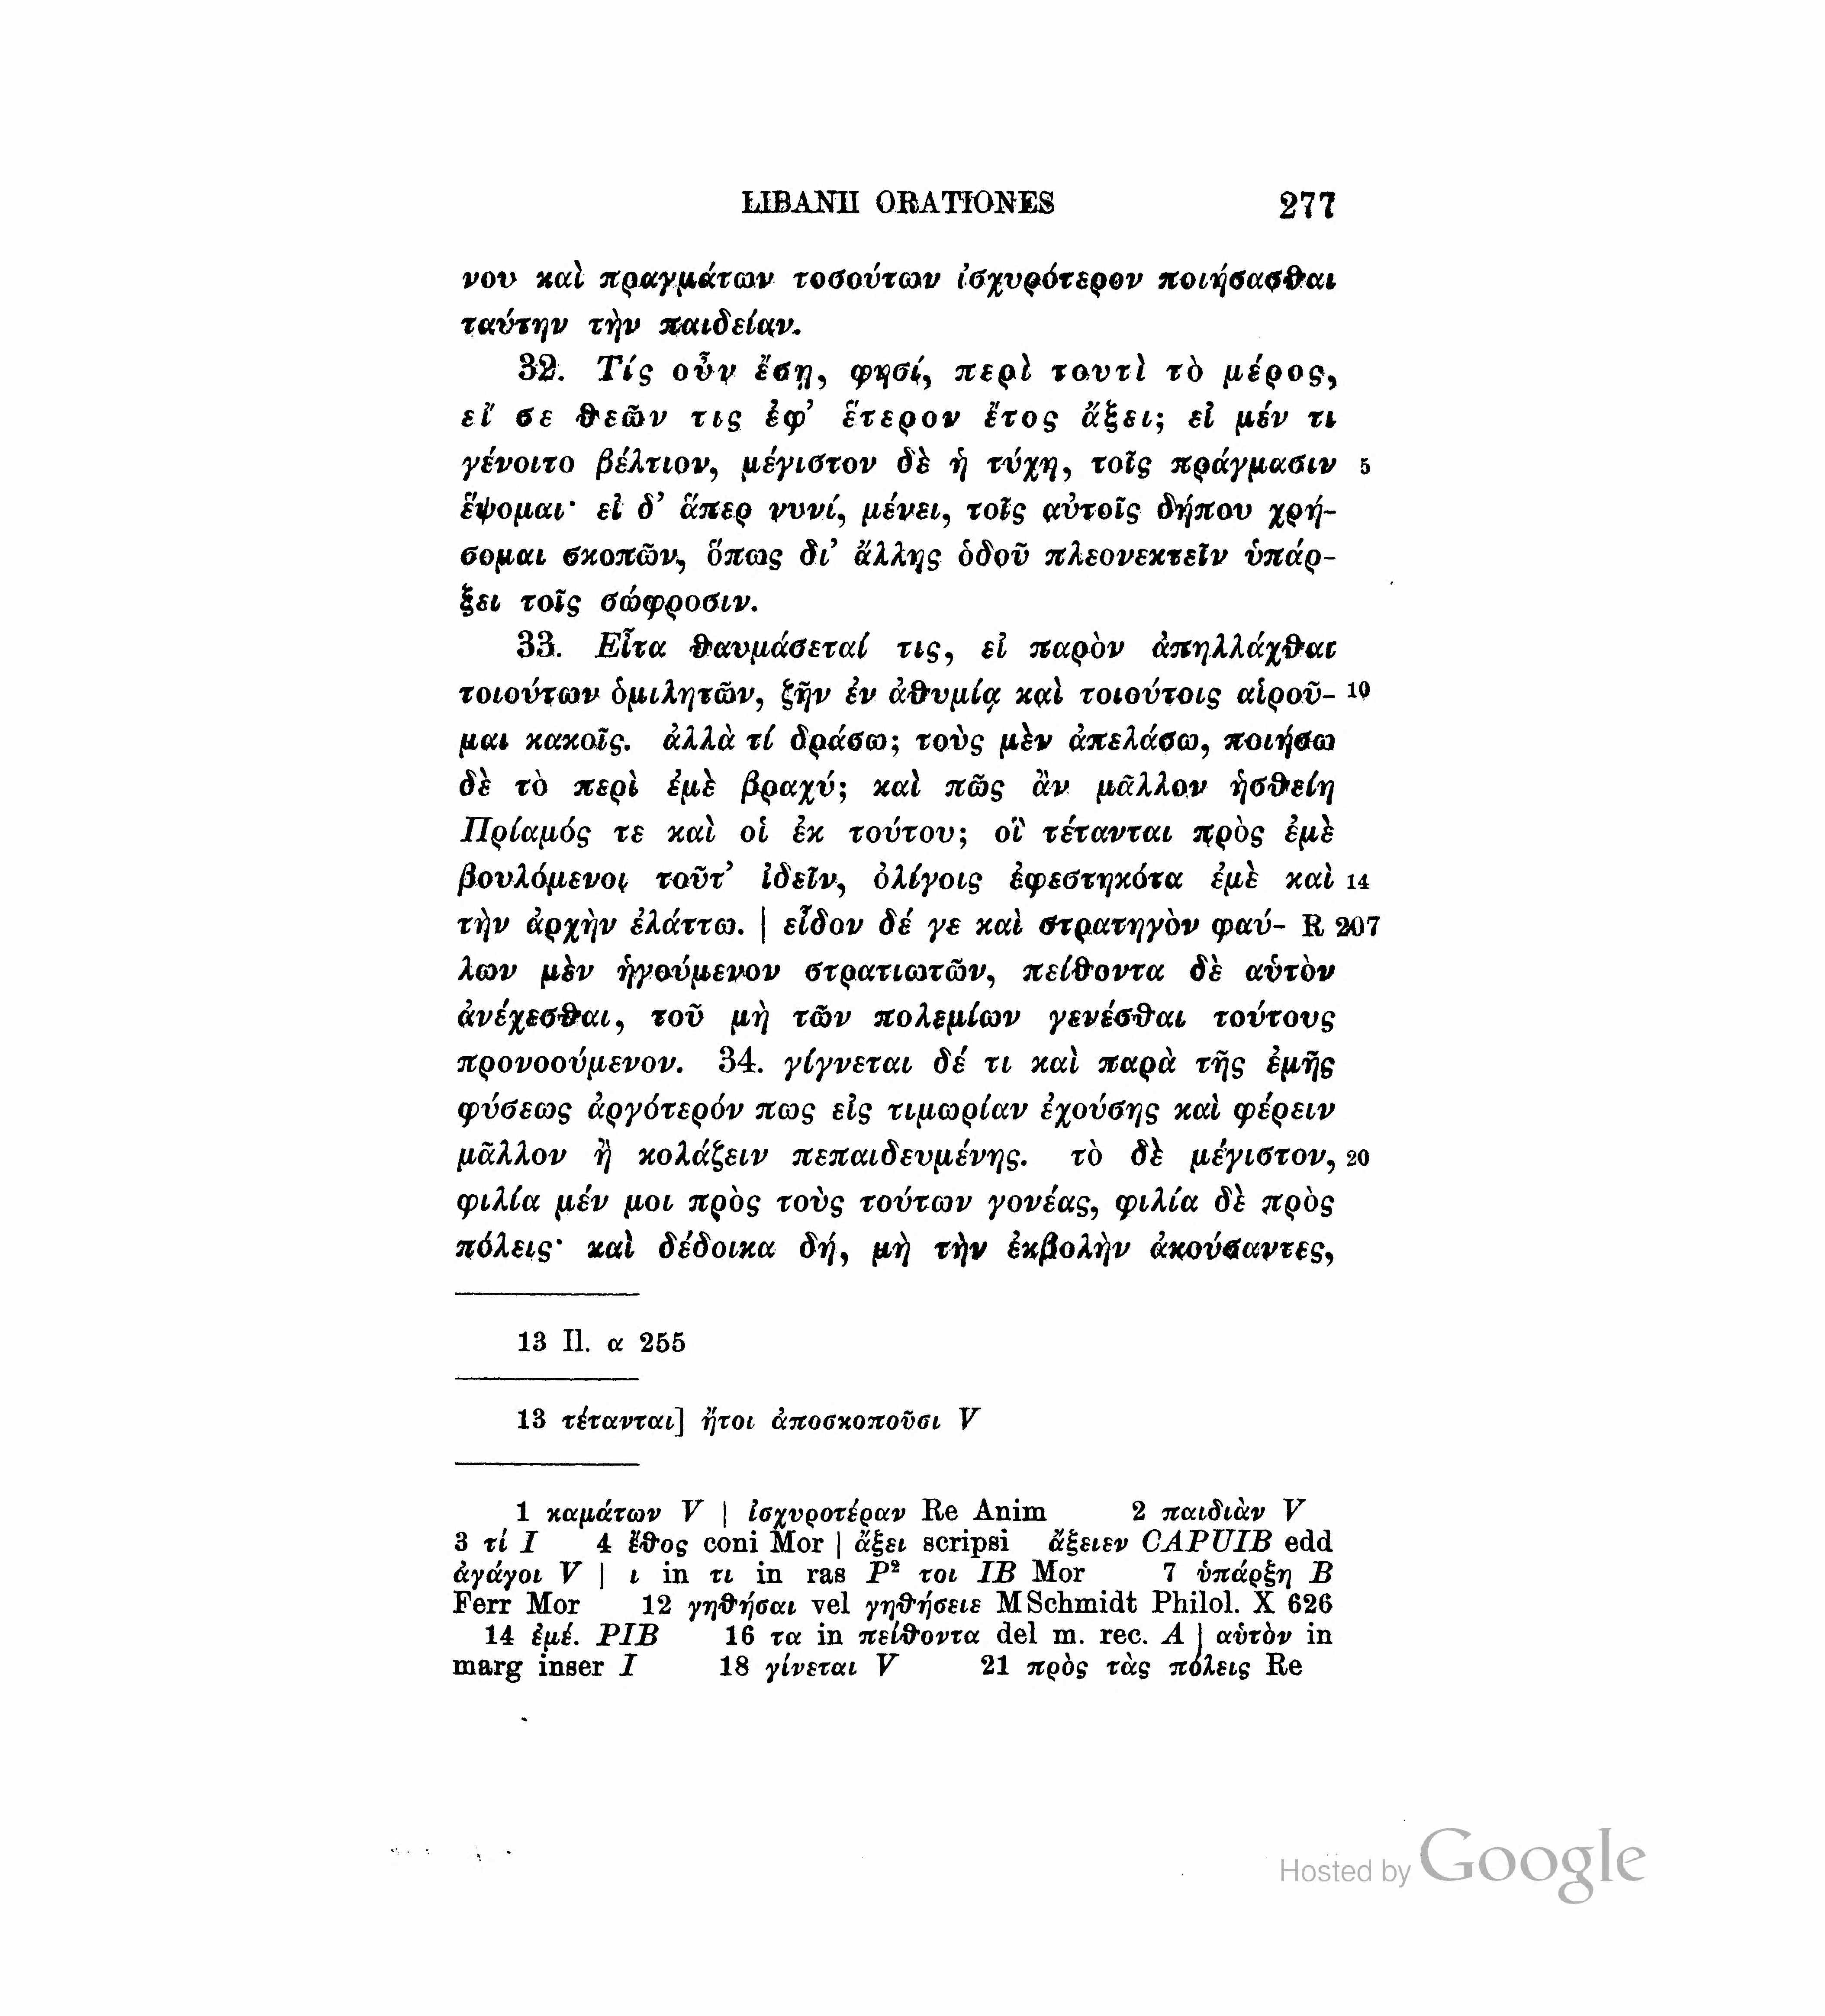 LIBANII ORATIONES 277
νου καὶ πραγμάτων τοσούτων ἰσχυρότερον ποιήσασθαι
ταύτην τὴν παιδείαν.
32. Τίς οὖν ἔσῃ, φησί, περὶ τουτὶ τὸ μέρος,
εἴ σε θεῶν τις ἐφ’ ἕτερον ἔτος ἄξει; εἰ μέν τι
γένοιτο βέλτιον, μέγιστον δὲ ἡ τύχη, τοῖς πράγμασιν 5
ἕψομαι· εἰ δ’ ἅπερ νυνί, μένει, τοῖς αὐτοῖς δήπου χρή-
σομαι σκοπῶν, ὅπως δι’ ἄλλης ὁδοῦ πλεονεκτεῖν ὑπάρ-
ξει τοῖς σώφροσιν.
33. Εἶτα θαυμάσεταί τις, εἰ παρὸν ἀπηλλάχθαι
τοιούτων ὁμιλητῶν, ζῆν ἐν ἀθυμίᾳ καὶ τοιούτοις αἱροῦ- 10
μαι κακοῖς. ἀλλὰ τί δράσω; τοὺς μὲν ἀπελάσω, ποιήσω
δὲ τὸ περὶ ἐμὲ βραχύ; καὶ πῶς ἂν μᾶλλον ἡσθείη
Πρίαμός τε καὶ οἱ ἐκ τούτου; οἳ τέτανται πρὸς ἐμὲ
βουλόμενοι τοῦτ’ ἰδεῖν, ὀλίγοις ἐφεστηκότα ἐμὲ καὶ 14
τὴν ἀρχὴν ἐλάττω. | εἶδον δέ γε καὶ στρατηγὸν φαύ- R 207
λων μὲν ἡγούμενον στρατιωτῶν, πείθοντα δὲ αὑτὸν
ἀνέχεσθαι, τοῦ μὴ τῶν πολεμίων γενέσθαι τούτους
προνοούμενον. 34. γίγνεται δέ τι καὶ παρὰ τῆς ἐμῆς
φύσεως ἀργότερόν πως εἰς τιμωρίαν ἐχούσης καὶ φέρειν
μᾶλλον ἢ κολάζειν πεπαιδευμένης. τὸ δὲ μέγιστον, 20
φιλία μέν μοι πρὸς τοὺς τούτων γονέας, φιλία δὲ πρὸς
πόλεις· καὶ δέδοικα δή, μὴ τὴν ἐκβολὴν ἀκούσαντες,
13 Il. α 255
13 τέτανται] ἤτοι ἀποσκοποῦσι V
1 καμάτων V | ἰσχυροτέραν Re Anim 2 παιδιὰν V
3 τί I 4 ἔθος coni Mor | ἄξει scripsi ἄξειεν CAPUIB edd
ἀγάγοι V | ι in τι in ras P² τοι IB Mor 7 ὑπάρξῃ B
Ferr Mor 12 γηθήσαι vel γηθήσειε MSchmidt Philol. X 626
14 ἐμέ. PIB 16 τα in πείθοντα del m. rec. A | αὑτὸν in
marg inser I 18 γίνεται V 21 πρὸς τὰς πόλεις Re
Hosted by Google